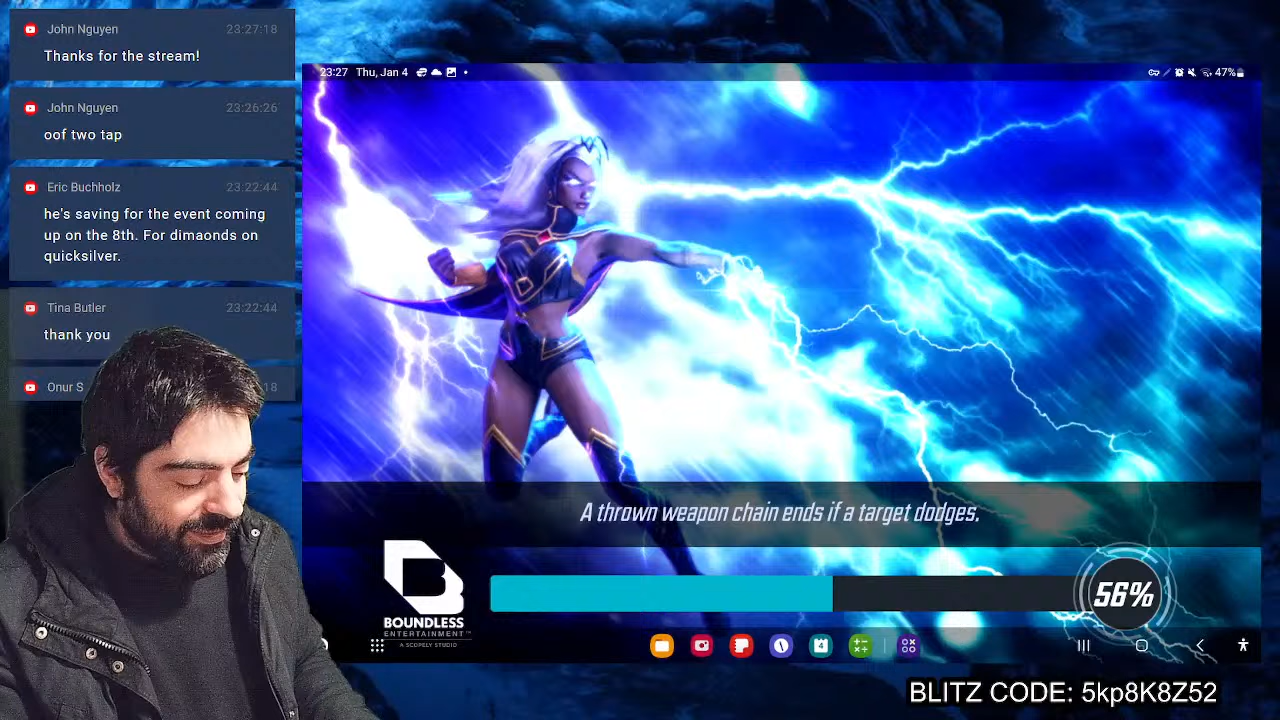 John Nguyen 23:27:18
Thanks for the stream!
John Nguyen 23:26:26
oof two tap
Eric Buchholz 23:22:44
he's saving for the event coming
up on the 8th. For dimaonds on
quicksilver.
Tina Butler 23:22:44
thank you
Onur S 18
23:27 Thu, Jan 4
47%
A thrown weapon chain ends if a target dodges.
B
BOUNDLESS
ENTERTAINMENT™
A SCOPELY STUDIO
56%
4
BLITZ CODE: 5kp8K8Z52